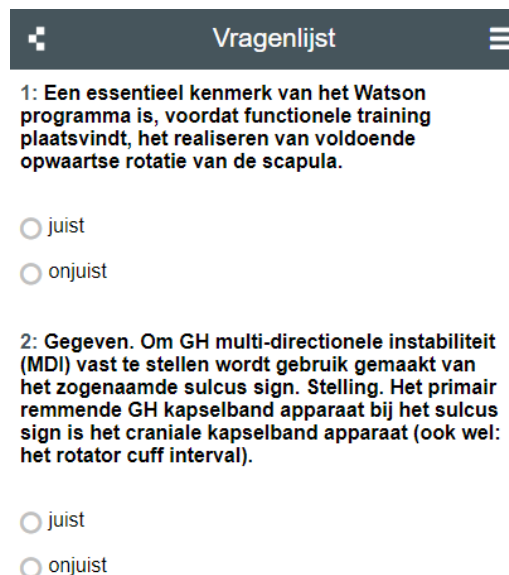 Vragenlijst
1: Een essentieel kenmerk van het Watson
programma is, voordat functionele training
plaatsvindt, het realiseren van voldoende
opwaartse rotatie van de scapula.
juist
onjuist
2: Gegeven. Om GH multi-directionele instabiliteit
(MDI) vast te stellen wordt gebruik gemaakt van
het zogenaamde sulcus sign. Stelling. Het primair
remmende GH kapselband apparaat bij het sulcus
sign is het craniale kapselband apparaat (ook wel:
het rotator cuff interval).
juist
onjuist